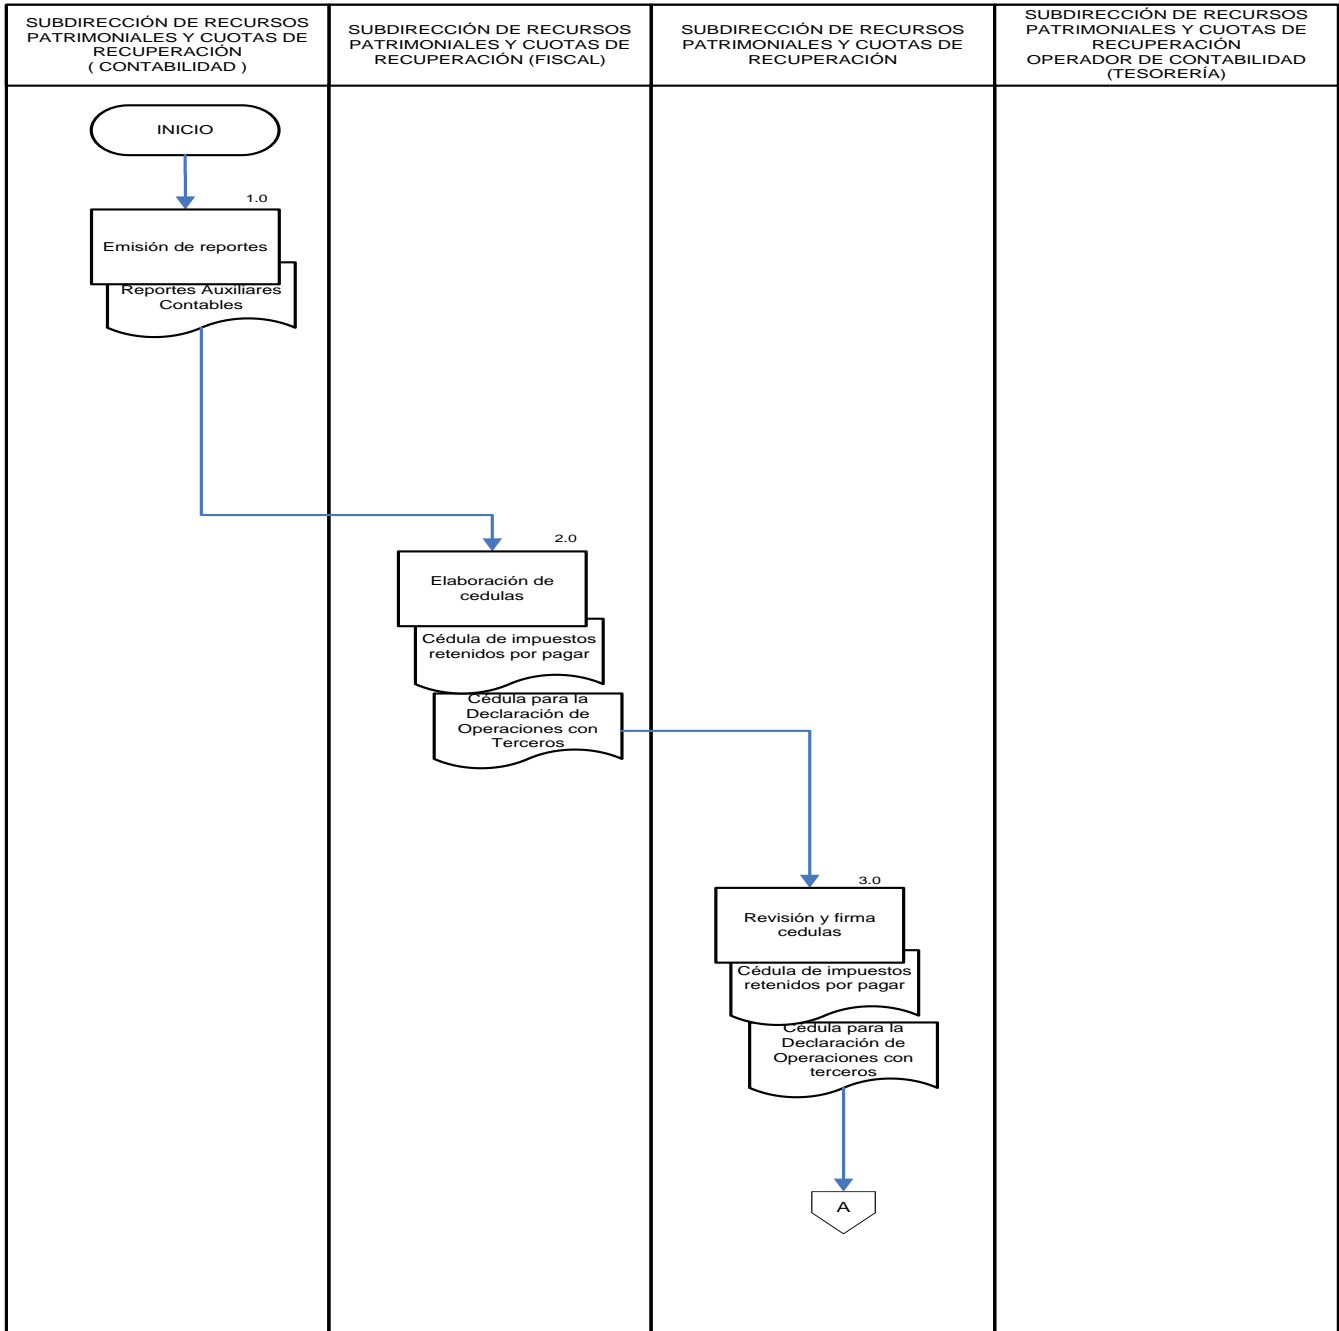 SUBDIRECCIÓN DE RECURSOS
PATRIMONIALES Y CUOTAS DE
RECUPERACIÓN
( CONTABILIDAD )
SUBDIRECCIÓN DE RECURSOS
PATRIMONIALES Y CUOTAS DE
RECUPERACIÓN (FISCAL)
SUBDIRECCIÓN DE RECURSOS
PATRIMONIALES Y CUOTAS DE
RECUPERACIÓN
SUBDIRECCIÓN DE RECURSOS
PATRIMONIALES Y CUOTAS DE
RECUPERACIÓN
OPERADOR DE CONTABILIDAD
(TESORERÍA)
INICIO
1.0
Emisión de reportes
Reportes Auxiliares
Contables
2.0
Elaboración de
cedulas
Cédula de impuestos
retenidos por pagar
Cédula para la
Declaración de
Operaciones con
Terceros
3.0
Revisión y firma
cedulas
Cédula de impuestos
retenidos por pagar
Cédula para la
Declaración de
Operaciones con
terceros
A